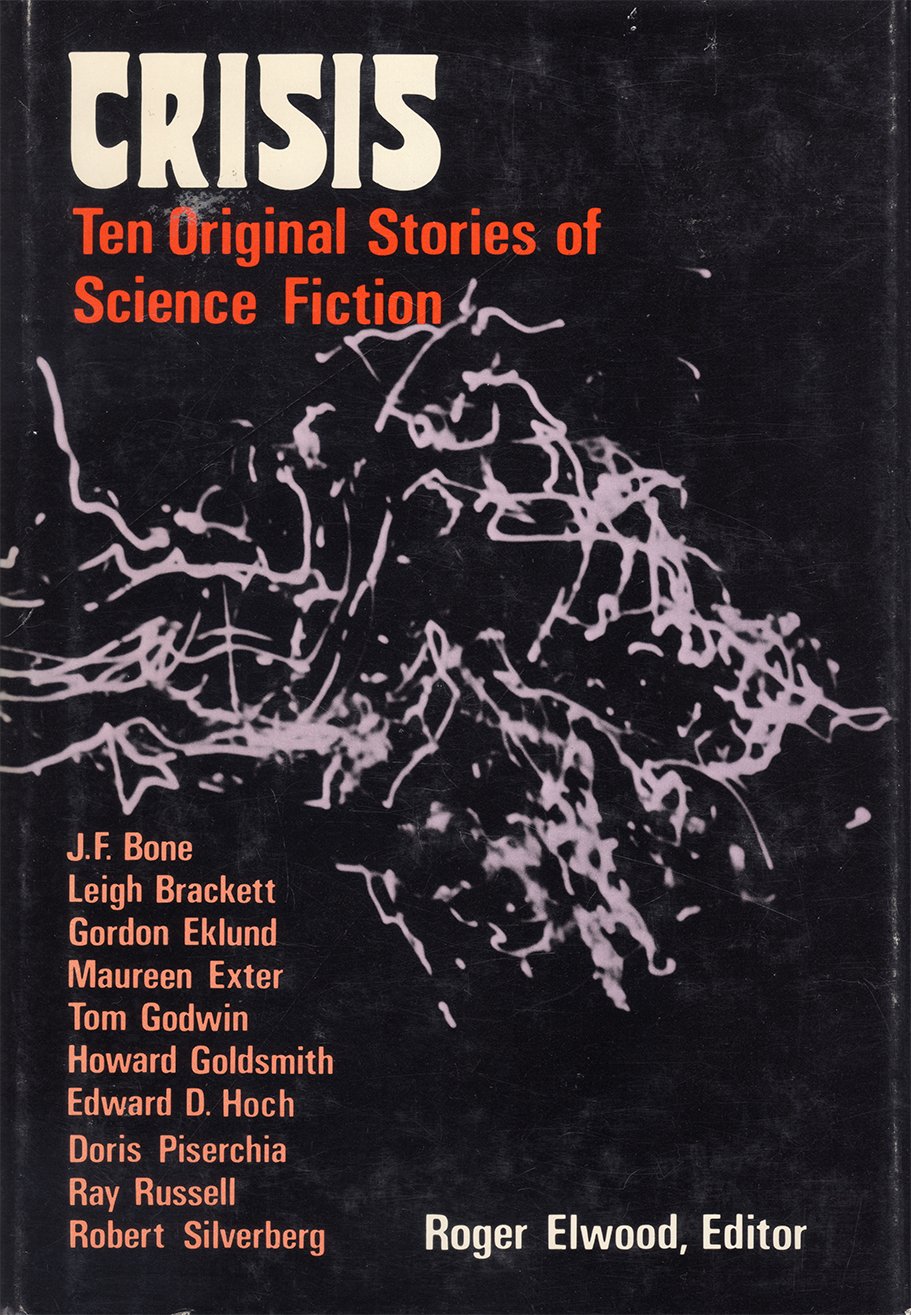 CRISIS
Ten Original Stories of
Science Fiction
J.F. Bone
Leigh Brackett
Gordon Eklund
Maureen Exter
Tom Godwin
Howard Goldsmith
Edward D. Hoch
Doris Piserchia
Ray Russell
Robert Silverberg
Roger Elwood, Editor